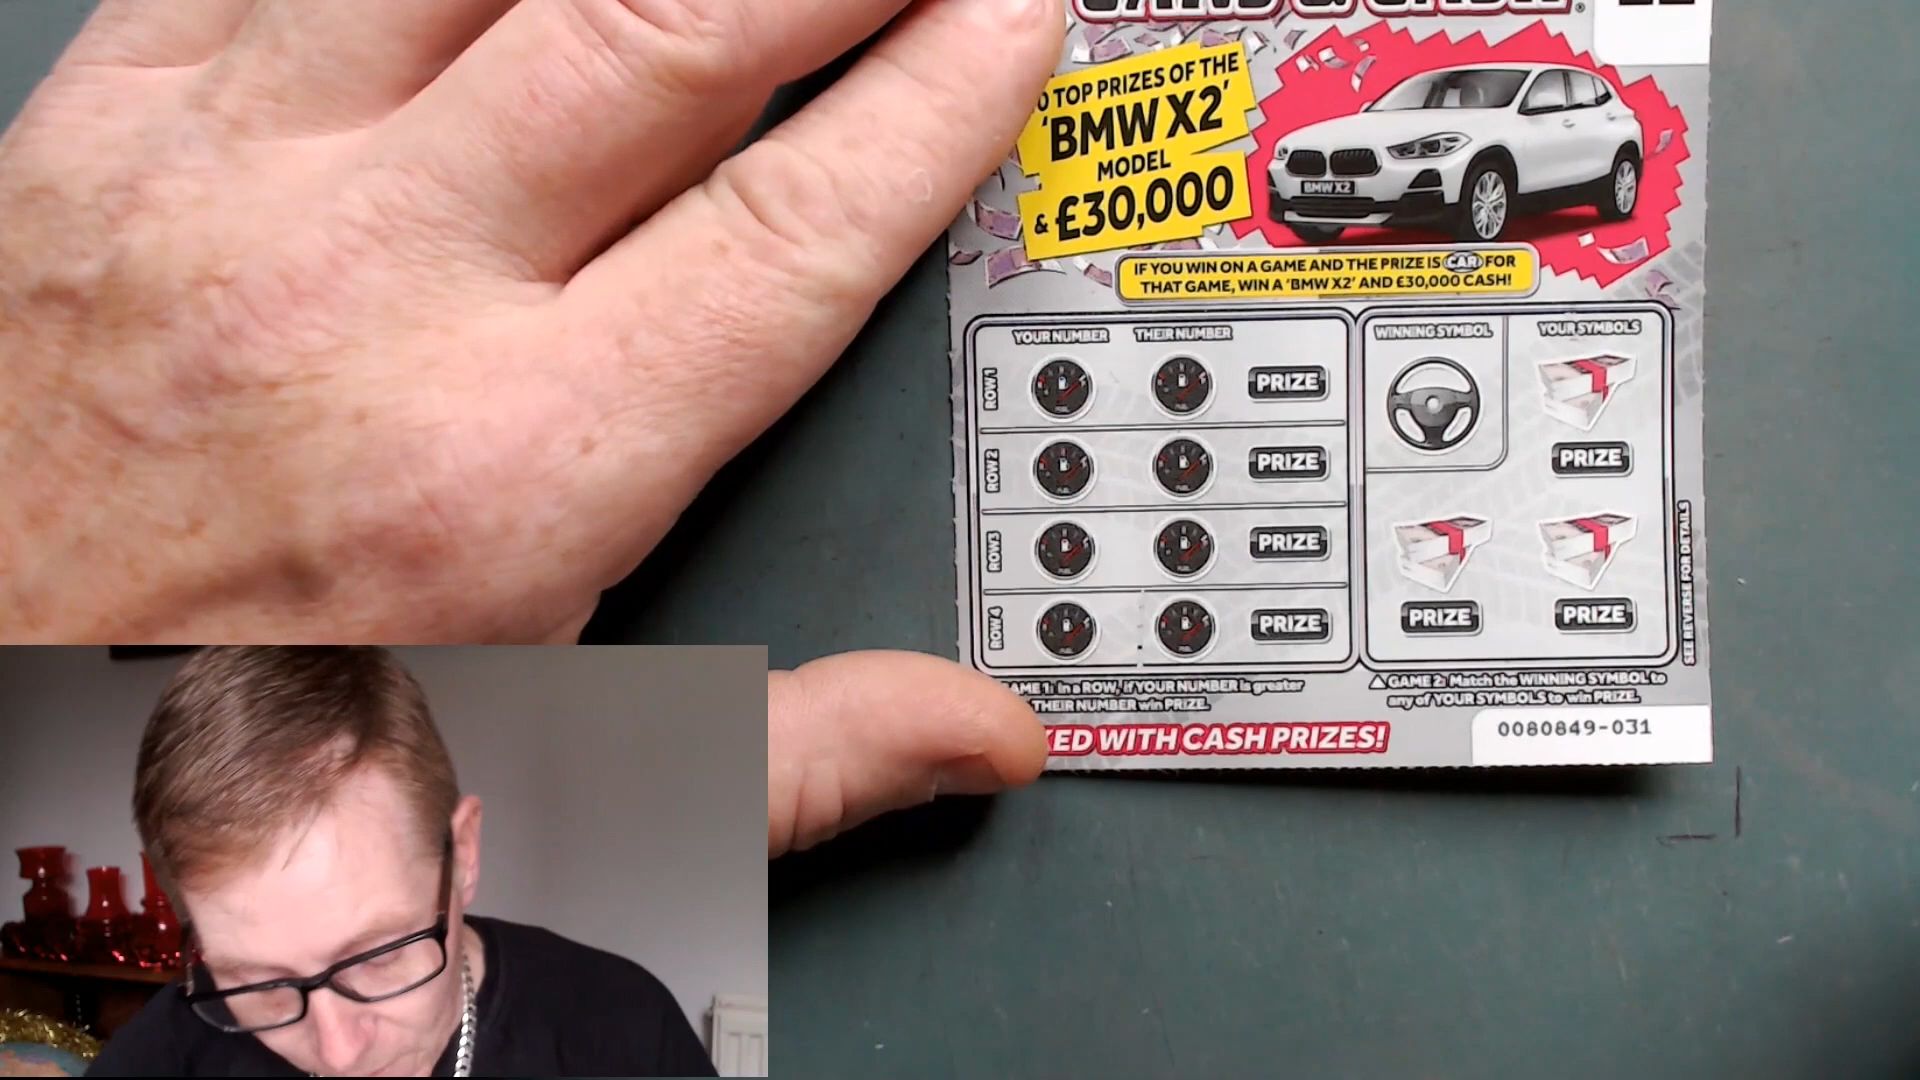 & CASH
0 TOP PRIZES OF THE
'BMW X2'
MODEL
& £30,000
BMW X2
IF YOU WIN ON A GAME AND THE PRIZE IS CAR FOR
THAT GAME, WIN A 'BMW X2' AND £30,000 CASH!
YOUR NUMBER THEIR NUMBER
ROW 1 PRIZE
ROW 2 PRIZE
ROW 3 PRIZE
ROW 4 PRIZE
WINNING SYMBOL YOUR SYMBOLS
PRIZE
PRIZE PRIZE
SEE REVERSE FOR DETAILS
AME 1: In a ROW, if YOUR NUMBER is greater
THEIR NUMBER win PRIZE.
▲ GAME 2: Match the WINNING SYMBOL to
any of YOUR SYMBOLS to win PRIZE.
KED WITH CASH PRIZES!
0080849-031